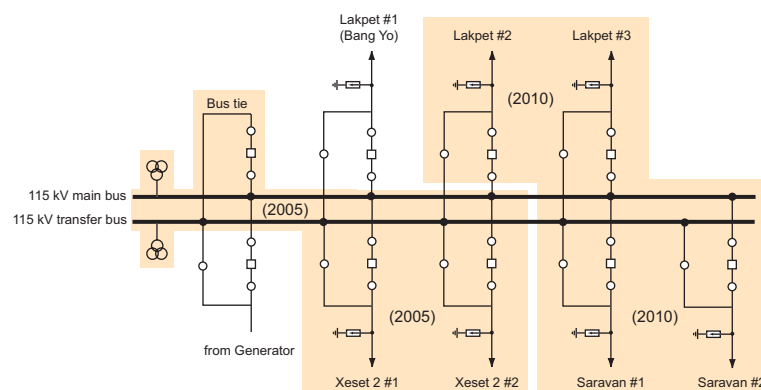 Lakpet #1
(Bang Yo)
Lakpet #2
Lakpet #3
(2010)
Bus tie
115 kV main bus
(2005)
115 kV transfer bus
(2005)
(2010)
from Generator
Xeset 2 #1
Xeset 2 #2
Saravan #1
Saravan #2